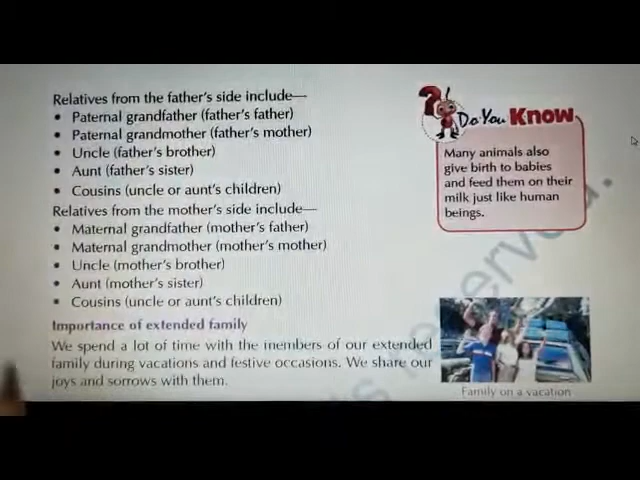 Relatives from the father's side include—
• Paternal grandfather (father's father)
• Paternal grandmother (father's mother)
• Uncle (father's brother)
• Aunt (father's sister)
• Cousins (uncle or aunt's children)
Relatives from the mother's side include—
• Maternal grandfather (mother's father)
• Maternal grandmother (mother's mother)
• Uncle (mother's brother)
• Aunt (mother's sister)
• Cousins (uncle or aunt's children)
Importance of extended family
We spend a lot of time with the members of our extended
family during vacations and festive occasions. We share our
joys and sorrows with them.
Do You Know
Many animals also
give birth to babies
and feed them on their
milk just like human
beings.
Family on a vacation